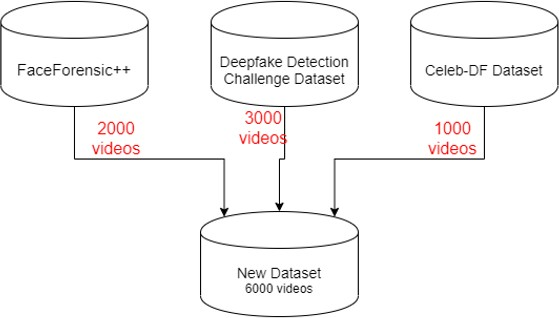 FaceForensic++
Deepfake Detection
Challenge Dataset
Celeb-DF Dataset
2000
videos
3000
videos
1000
videos
New Dataset
6000 videos